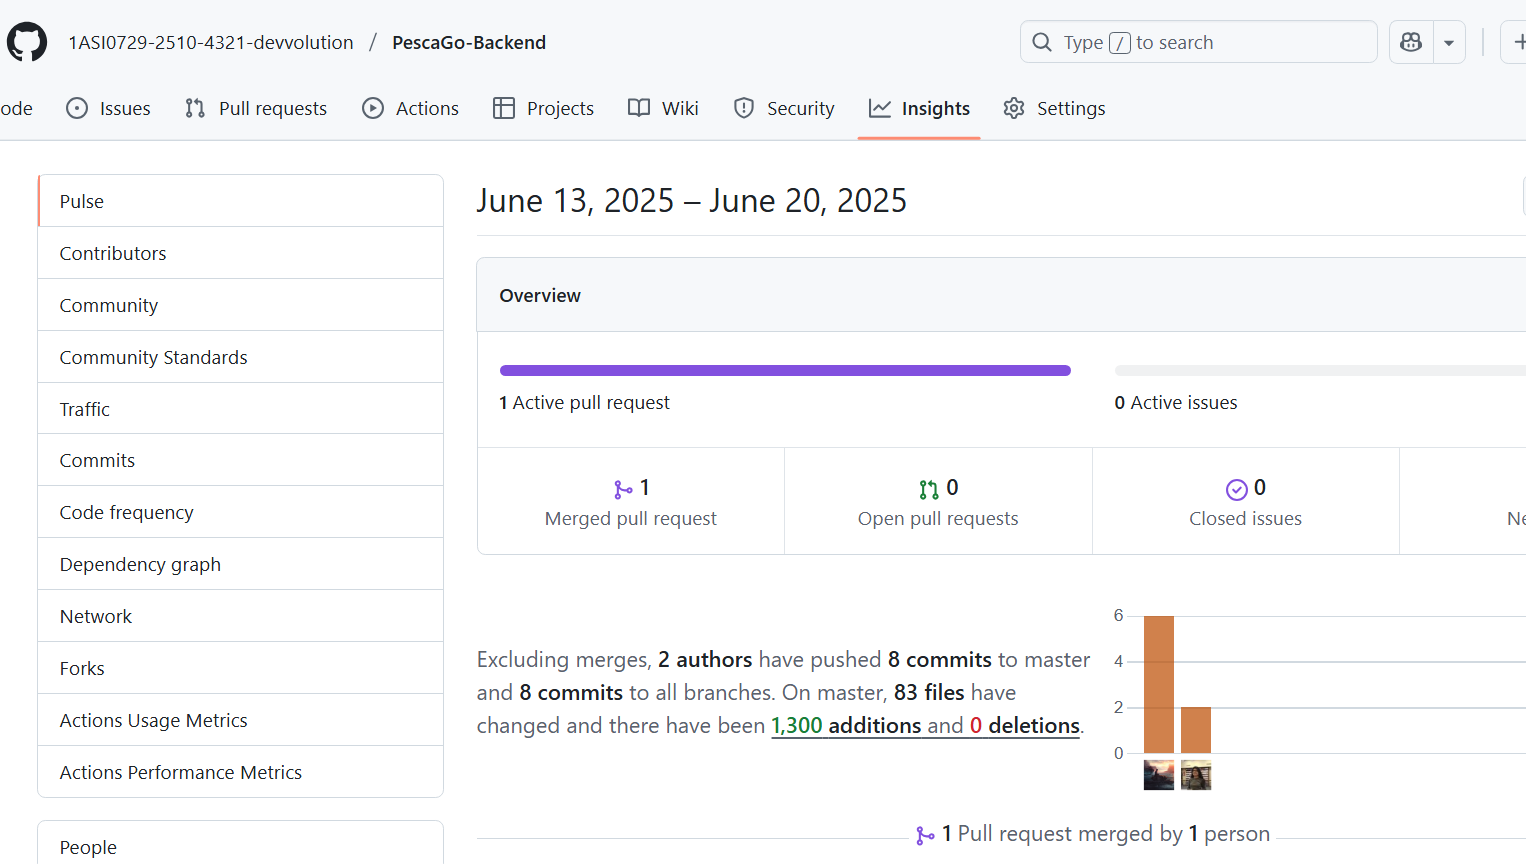 1ASI0729-2510-4321-devvolution / PescaGo-Backend
Type / to search
ode
Issues
Pull requests
Actions
Projects
Wiki
Security
Insights
Settings
Pulse
Contributors
Community
Community Standards
Traffic
Commits
Code frequency
Dependency graph
Network
Forks
Actions Usage Metrics
Actions Performance Metrics
People
June 13, 2025 – June 20, 2025
Overview
1 Active pull request
0 Active issues
1
Merged pull request
0
Open pull requests
0
Closed issues
Ne
Excluding merges, 2 authors have pushed 8 commits to master
and 8 commits to all branches. On master, 83 files have
changed and there have been 1,300 additions and 0 deletions.
6
4
2
0
1 Pull request merged by 1 person